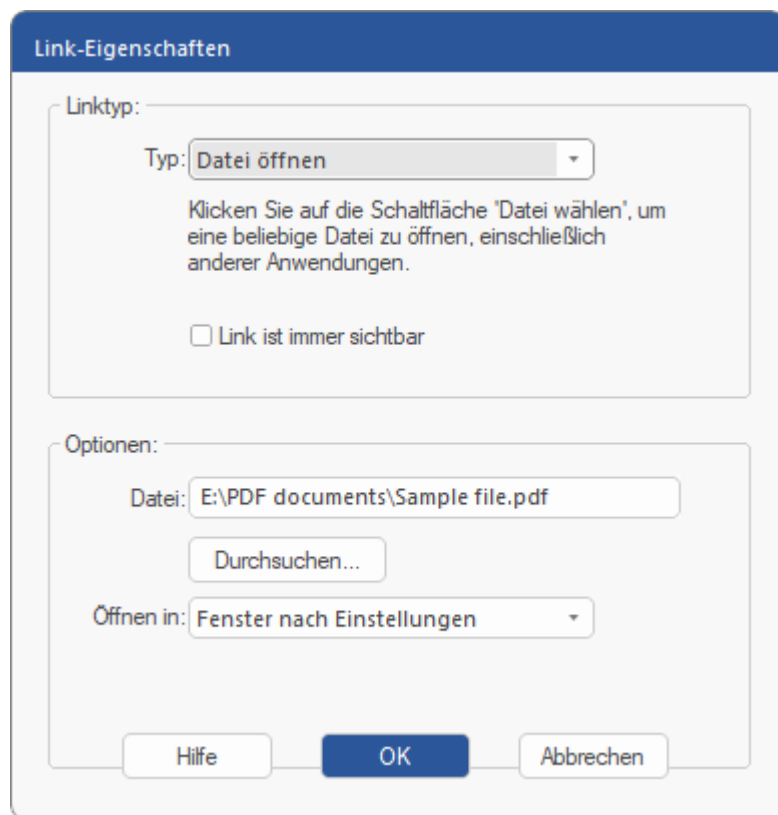 Link-Eigenschaften
Linktyp:
Typ: Datei öffnen
Klicken Sie auf die Schaltfläche "Datei wählen", um
eine beliebige Datei zu öffnen, einschließlich
anderer Anwendungen.
Link ist immer sichtbar
Optionen:
Datei: E:\PDF documents\Sample file.pdf
Durchsuchen...
Öffnen in: Fenster nach Einstellungen
Hilfe OK Abbrechen